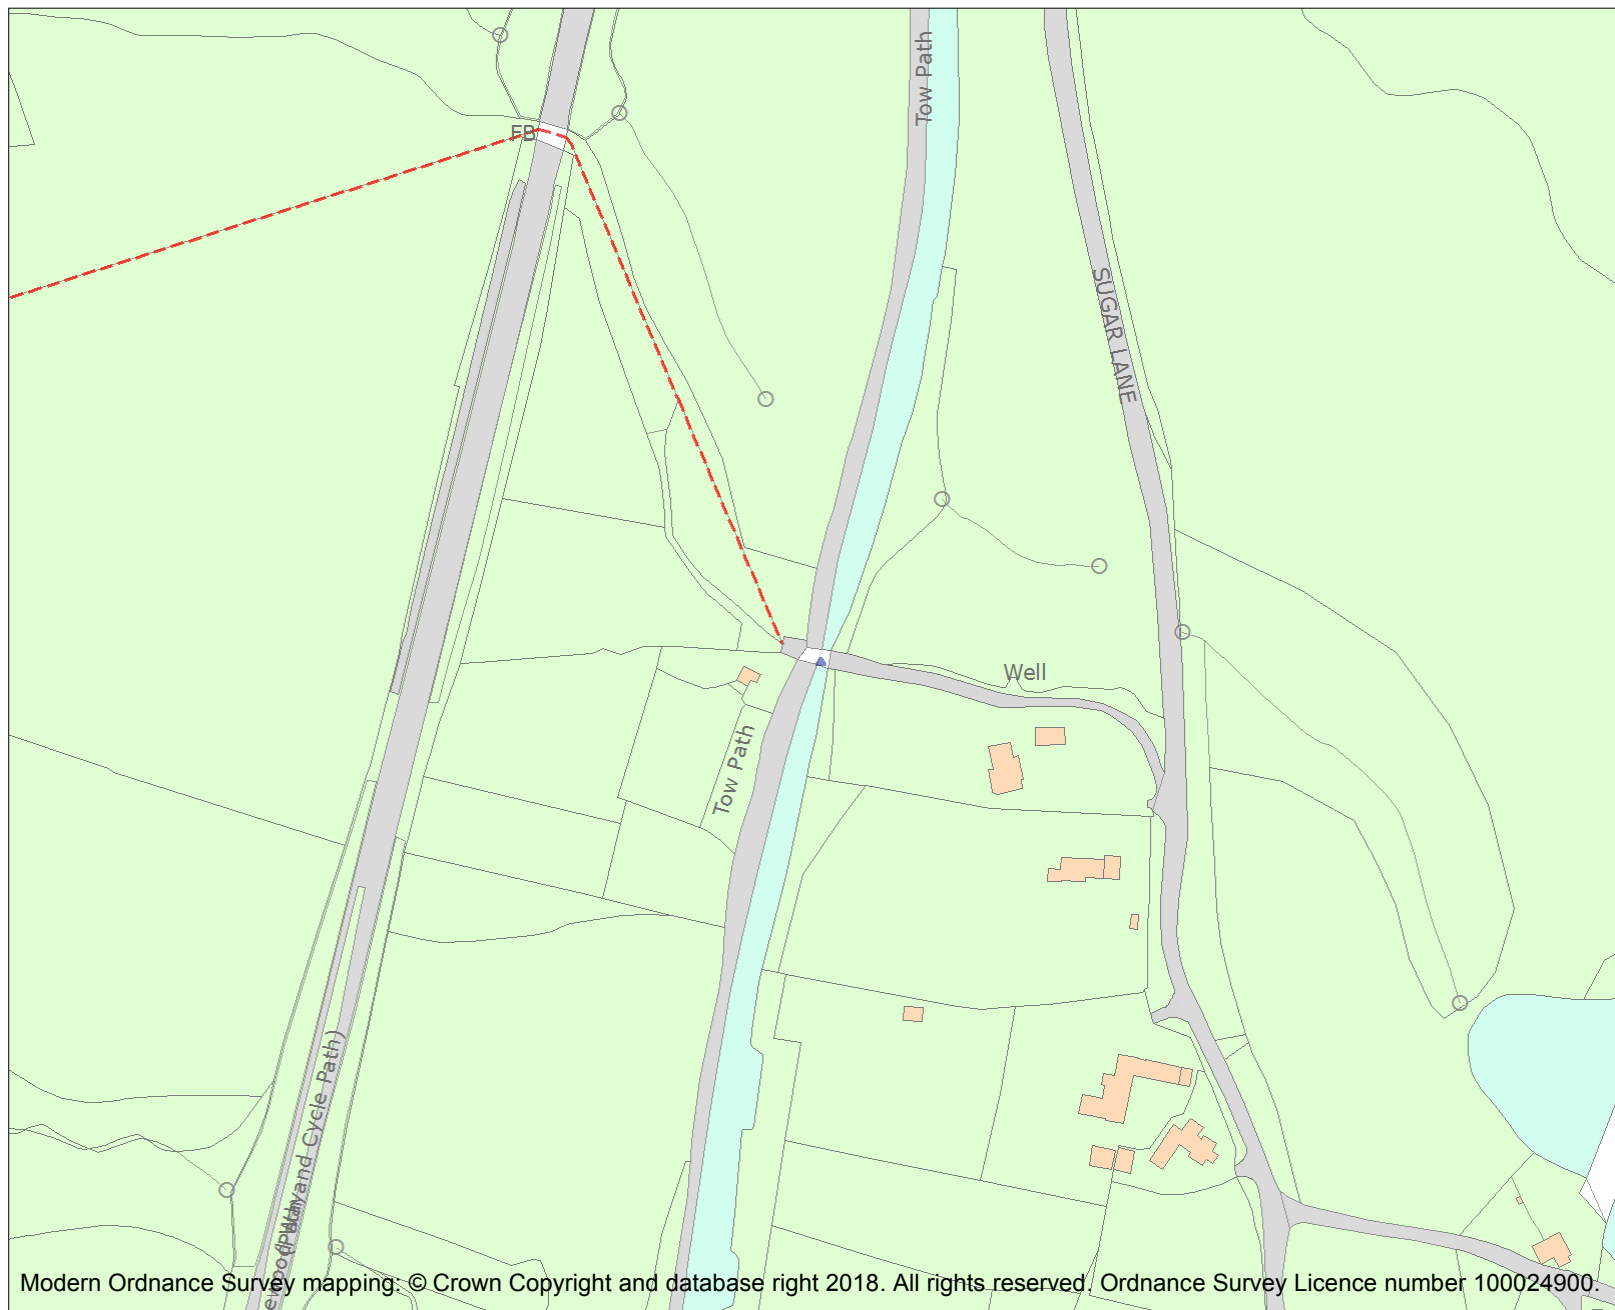 Tow Path
FB
SUGAR LANE
Well
Tow Path
and Cycle Path)
Modern Ordnance Survey mapping: © Crown Copyright and database right 2018. All rights reserved. Ordnance Survey Licence number 100024900.